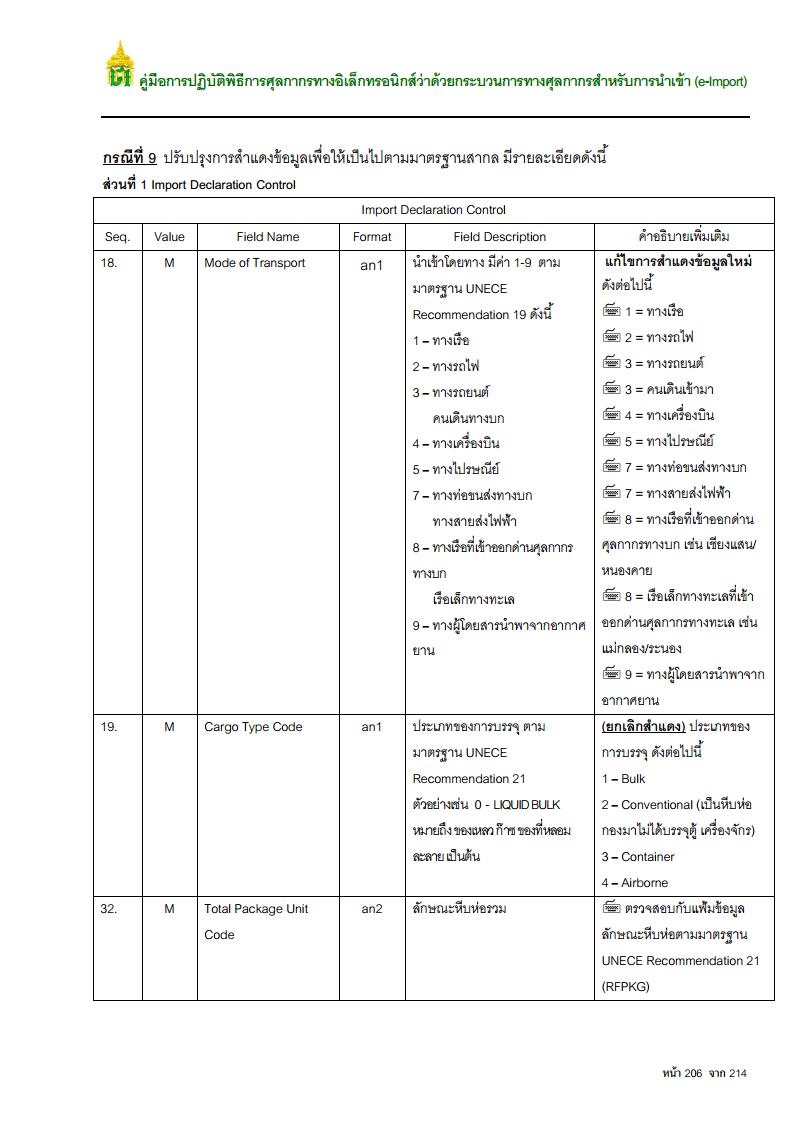 คู่มือการปฏิบัติพิธีการศุลกากรทางอิเล็กทรอนิกส์ว่าด้วยกระบวนการทางศุลกากรสำหรับการนำเข้า (e-Import)
กรณีที่ 9 ปรับปรุงการสำแดงข้อมูลเพื่อให้เป็นไปตามมาตรฐานสากล มีรายละเอียดดังนี้
ส่วนที่ 1 Import Declaration Control
Import Declaration Control
Seq. Value Field Name Format Field Description คำอธิบายเพิ่มเติม
18. M Mode of Transport an1
นำเข้าโดยทาง มีค่า 1-9 ตาม
มาตรฐาน UNECE
Recommendation 19 ดังนี้
1 – ทางเรือ
2 – ทางรถไฟ
3 – ทางรถยนต์
คนเดินทางบก
4 – ทางเครื่องบิน
5 – ทางไปรษณีย์
7 – ทางท่อขนส่งทางบก
ทางสายส่งไฟฟ้า
8 – ทางเรือที่เข้าออกด่านศุลกากร
ทางบก
เรือเล็กทางทะเล
9 – ทางผู้โดยสารนำพาจากอากาศ
ยาน
แก้ไขการสำแดงข้อมูลใหม่
ดังต่อไปนี้
1 = ทางเรือ
2 = ทางรถไฟ
3 = ทางรถยนต์
3 = คนเดินเข้ามา
4 = ทางเครื่องบิน
5 = ทางไปรษณีย์
7 = ทางท่อขนส่งทางบก
7 = ทางสายส่งไฟฟ้า
8 = ทางเรือที่เข้าออกด่าน
ศุลกากรทางบก เช่น เชียงแสน/
หนองคาย
8 = เรือเล็กทางทะเลที่เข้า
ออกด่านศุลกากรทางทะเล เช่น
แม่กลอง/ระนอง
9 = ทางผู้โดยสารนำพาจาก
อากาศยาน
19. M Cargo Type Code an1
ประเภทของการบรรจุ ตาม
มาตรฐาน UNECE
Recommendation 21
ตัวอย่างเช่น 0 - LIQUID BULK
หมายถึง ของเหลว ก๊าซ ของที่หลอม
ละลาย เป็นต้น
(ยกเลิกสำแดง) ประเภทของ
การบรรจุ ดังต่อไปนี้
1 – Bulk
2 – Conventional (เป็นหีบห่อ
กองมาไม่ได้บรรจุตู้ เครื่องจักร)
3 – Container
4 – Airborne
32. M Total Package Unit
Code
an2
ลักษณะหีบห่อรวม
ตรวจสอบกับแฟ้มข้อมูล
ลักษณะหีบห่อตามมาตรฐาน
UNECE Recommendation 21
(RFPKG)
หน้า 206 จาก 214